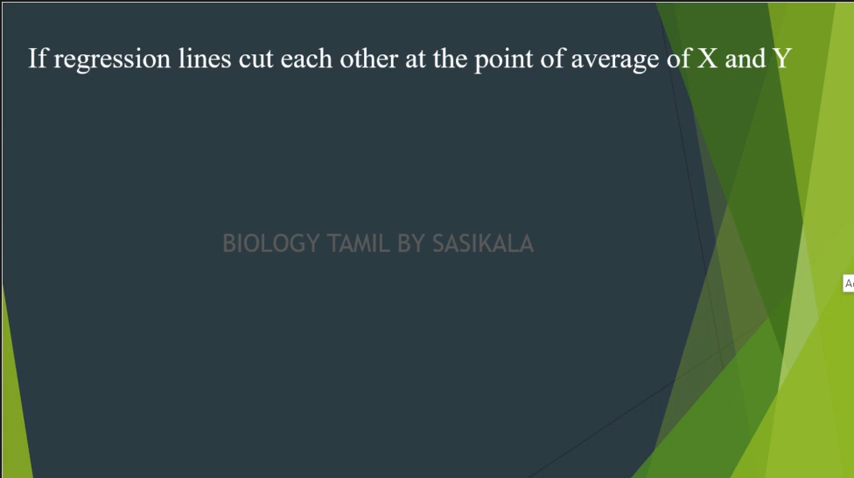 If regression lines cut each other at the point of average of X and Y
BIOLOGY TAMIL BY SASIKALA